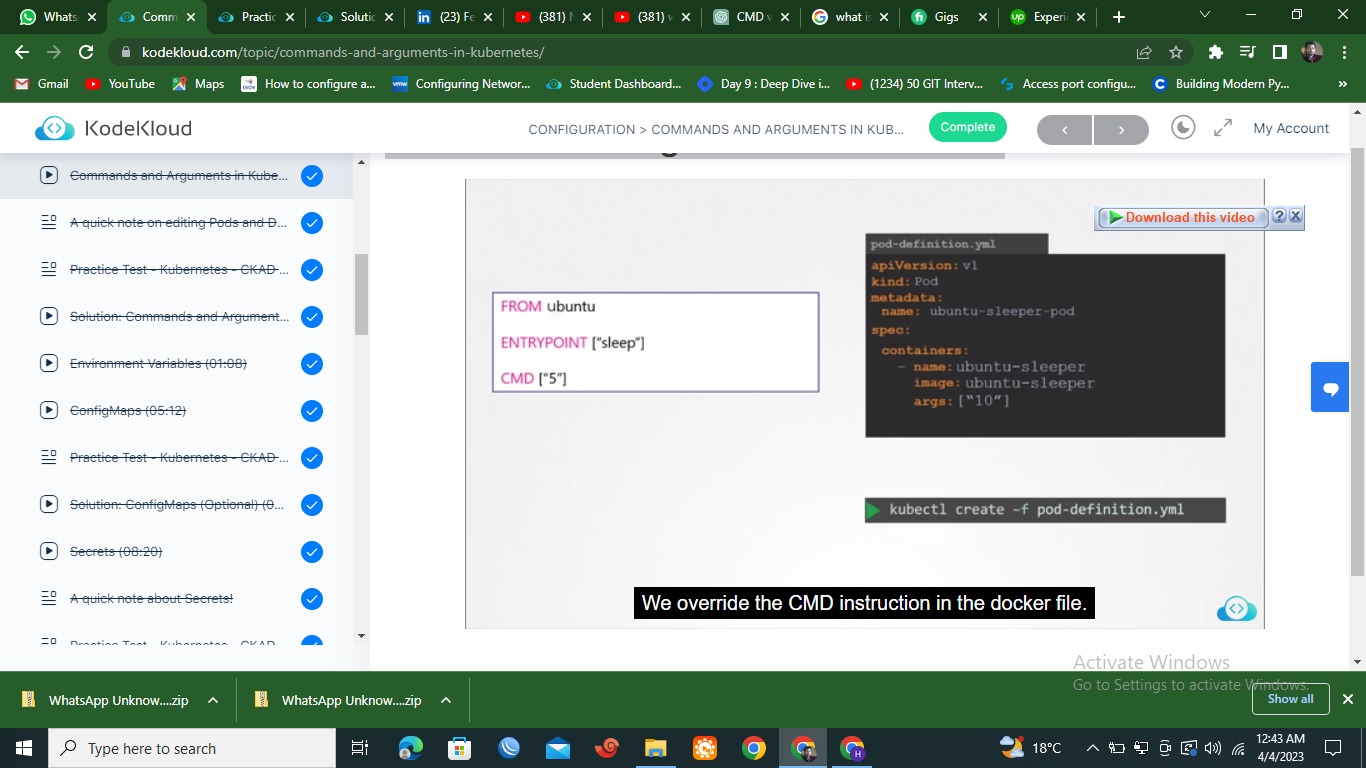 Whats
Comm
Practic
Solutic
(23) Fe
(381)
(381)
CMD v
what is
Gigs
Experi
kodekloud.com/topic/commands-and-arguments-in-kubernetes/
Gmail
YouTube
Maps
How to configure a...
Configuring Networ...
Student Dashboard...
Day 9 : Deep Dive i...
(1234) 50 GIT Interv...
Access port configu...
Building Modern Py...
KodeKloud
CONFIGURATION > COMMANDS AND ARGUMENTS IN KUB...
Complete
My Account
Commands and Arguments in Kube...
A quick note on editing Pods and D...
Practice Test - Kubernetes - CKAD ...
Solution: Commands and Argument...
Environment Variables (01:08)
ConfigMaps (05:12)
Practice Test - Kubernetes - CKAD ...
Solution: ConfigMaps (Optional) (0...
Secrets (08:20)
A quick note about Secrets!
Practice Test - Kubernetes - CKAD
Download this video
FROM ubuntu
ENTRYPOINT ["sleep"]
CMD ["5"]
pod-definition.yml
apiVersion: v1
kind: Pod
metadata:
name: ubuntu-sleeper-pod
spec:
containers:
- name: ubuntu-sleeper
image: ubuntu-sleeper
args: ["10"]
kubectl create -f pod-definition.yml
We override the CMD instruction in the docker file.
Activate Windows
Go to Settings to activate Windows.
WhatsApp Unknow....zip
WhatsApp Unknow....zip
Show all
Type here to search
18°C
12:43 AM
4/4/2023